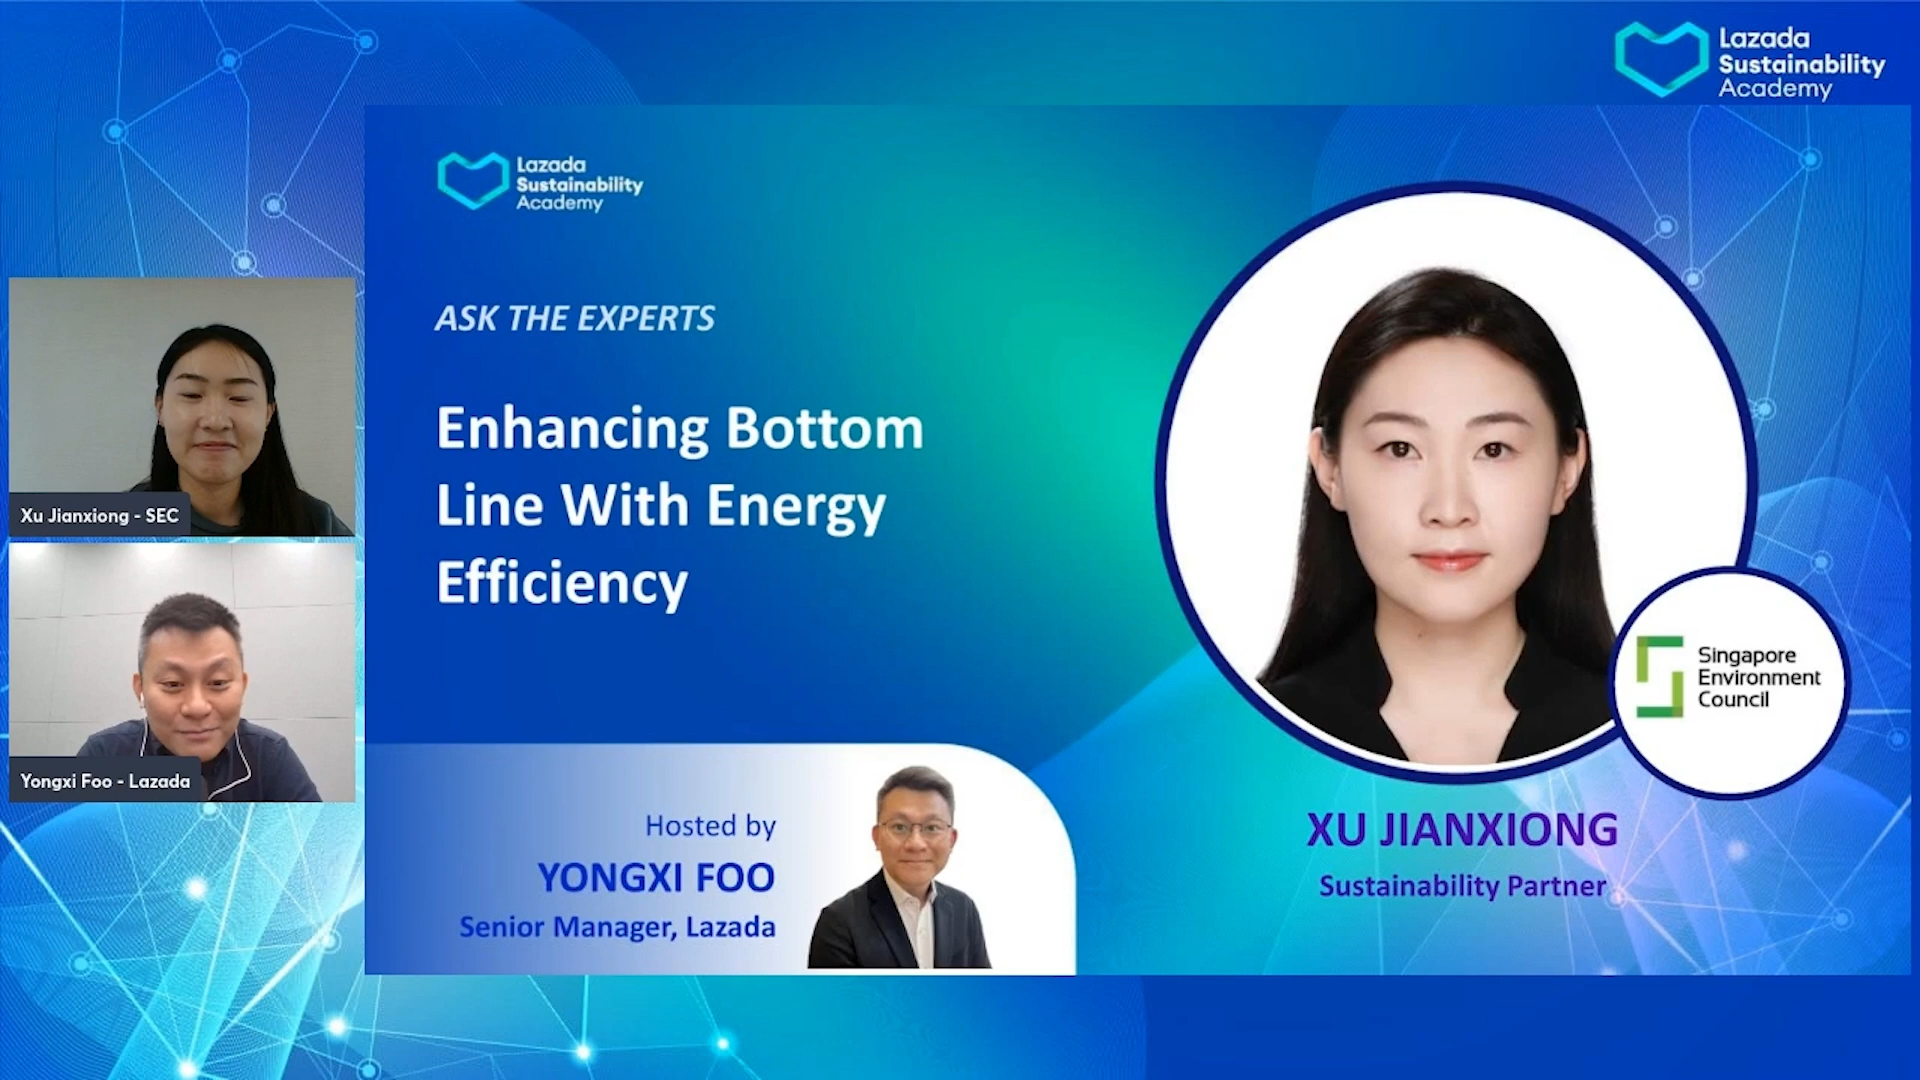 Lazada
Sustainability
Academy
Lazada
Sustainability
Academy
ASK THE EXPERTS
Enhancing Bottom
Line With Energy
Efficiency
Xu Jianxiong - SEC
Yongxi Foo - Lazada
Singapore
Environment
Council
XU JIANXIONG
Sustainability Partner
Hosted by
YONGXI FOO
Senior Manager, Lazada